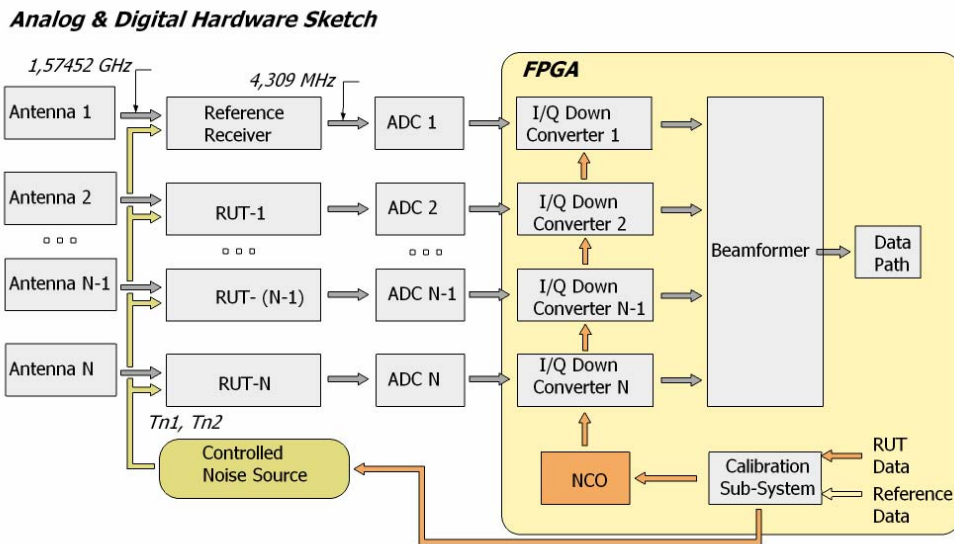 Analog & Digital Hardware Sketch
1,57452 GHz
4,309 MHz
FPGA
Antenna 1
Reference
Receiver
ADC 1
I/Q Down
Converter 1
Antenna 2
RUT-1
ADC 2
I/Q Down
Converter 2
Beamformer
Data
Path
Antenna N-1
RUT- (N-1)
ADC N-1
I/Q Down
Converter N-1
Antenna N
RUT-N
ADC N
I/Q Down
Converter N
Tn1, Tn2
Controlled
Noise Source
NCO
Calibration
Sub-System
RUT
Data
Reference
Data